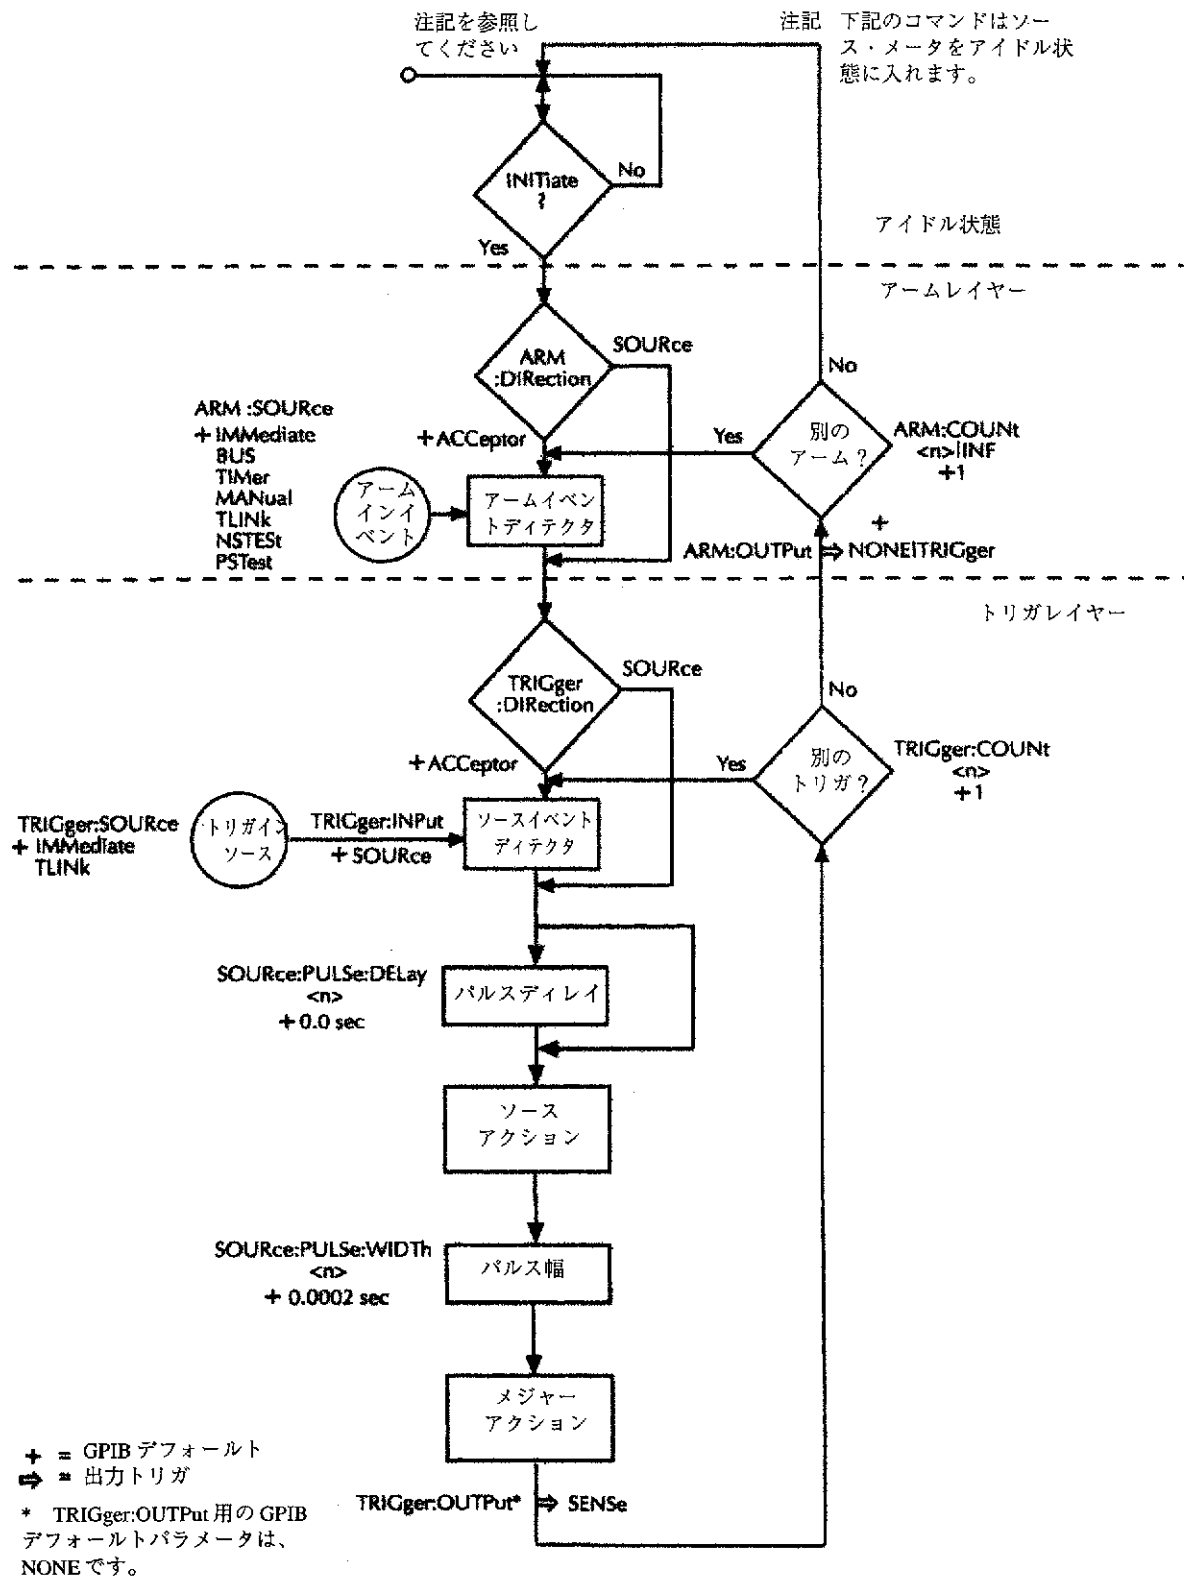 注記を参照し
てください
注記 下記のコマンドはソー
ス・メータをアイドル状
態に入れます。
INITiate
?
No
Yes
アイドル状態
アームレイヤー
ARM
:DIRection
SOURce
No
ARM :SOURce
+ IMMediate
BUS
TIMer
MANual
TLINk
NSTESt
PSTest
+ACCeptor
Yes
別の
アーム?
ARM:COUNt
<n>|INF
+1
アーム
インイ
ベント
アームイベン
トディテクタ
+
ARM:OUTPut ⇒ NONE|TRIGger
トリガレイヤー
TRIGger
:DIRection
SOURce
No
+ACCeptor
Yes
別の
トリガ?
TRIGger:COUNt
<n>
+1
TRIGger:SOURce
+ IMMediate
TLINk
トリガイン
ソース
TRIGger:INPut
+ SOURce
ソースイベント
ディテクタ
SOURce:PULSe:DELay
<n>
+ 0.0 sec
パルスディレイ
ソース
アクション
SOURce:PULSe:WIDTh
<n>
+ 0.0002 sec
パルス幅
メジャー
アクション
+ = GPIB デフォールト
⇒ = 出力トリガ
TRIGger:OUTPut* ⇒ SENSe
* TRIGger:OUTPut 用の GPIB
デフォールトパラメータは、
NONE です。